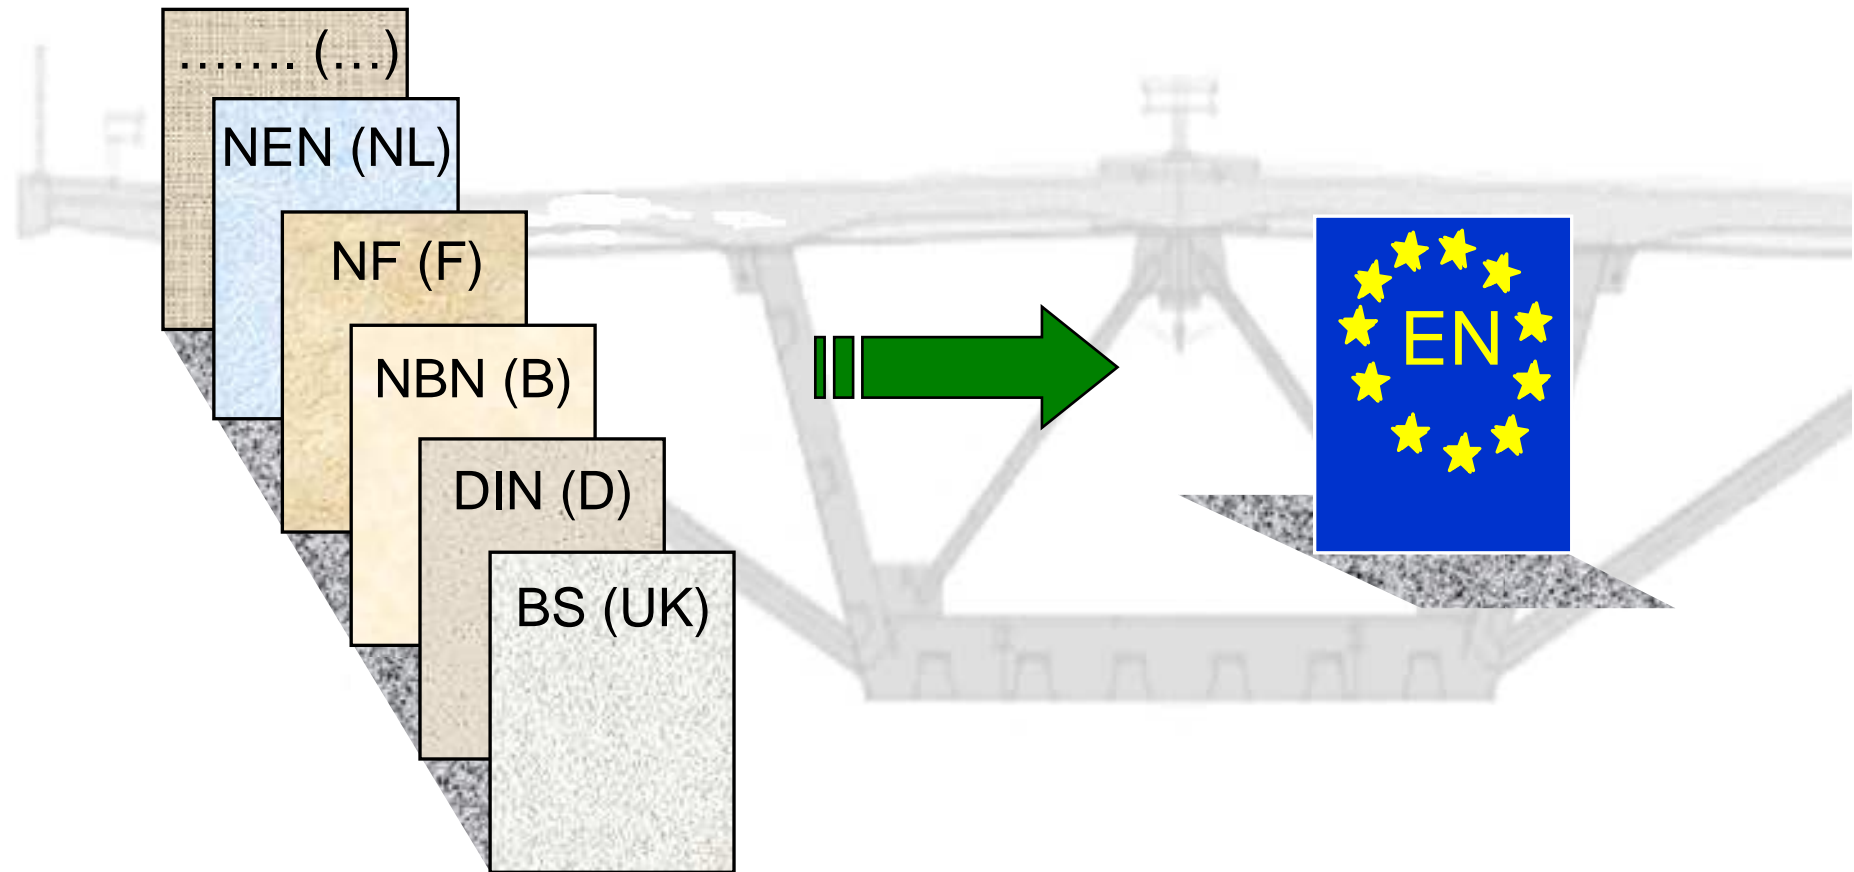 ……. (…)
NEN (NL)
NF (F)
NBN (B)
DIN (D)
BS (UK)
EN